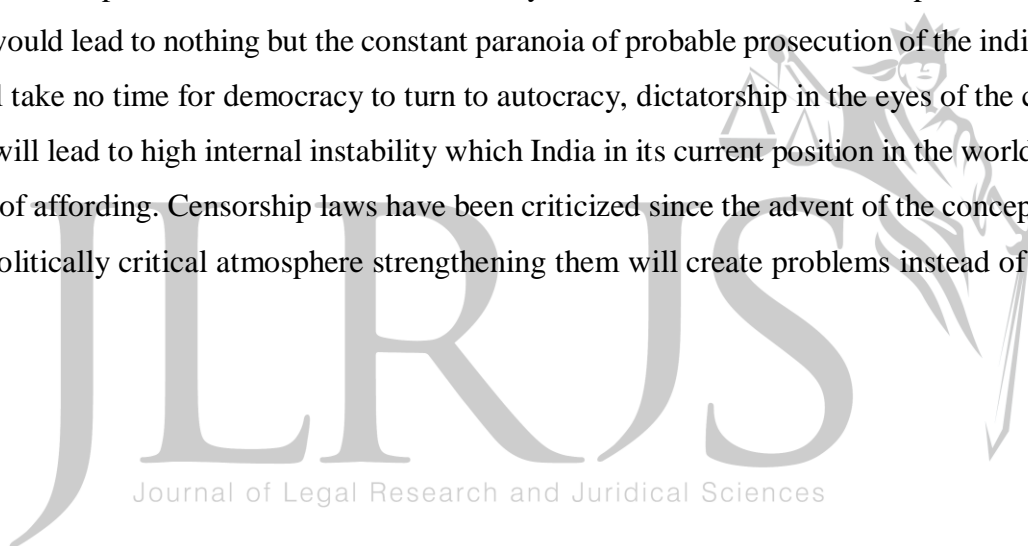 would lead to nothing but the constant paranoia of probable prosecution of the indi
take no time for democracy to turn to autocracy, dictatorship in the eyes of the
will lead to high internal instability which India in its current position in the world
of affording. Censorship laws have been criticized since the advent of the concep
olitically critical atmosphere strengthening them will create problems instead of
JLRJS
Journal of Legal Research and Juridical Sciences